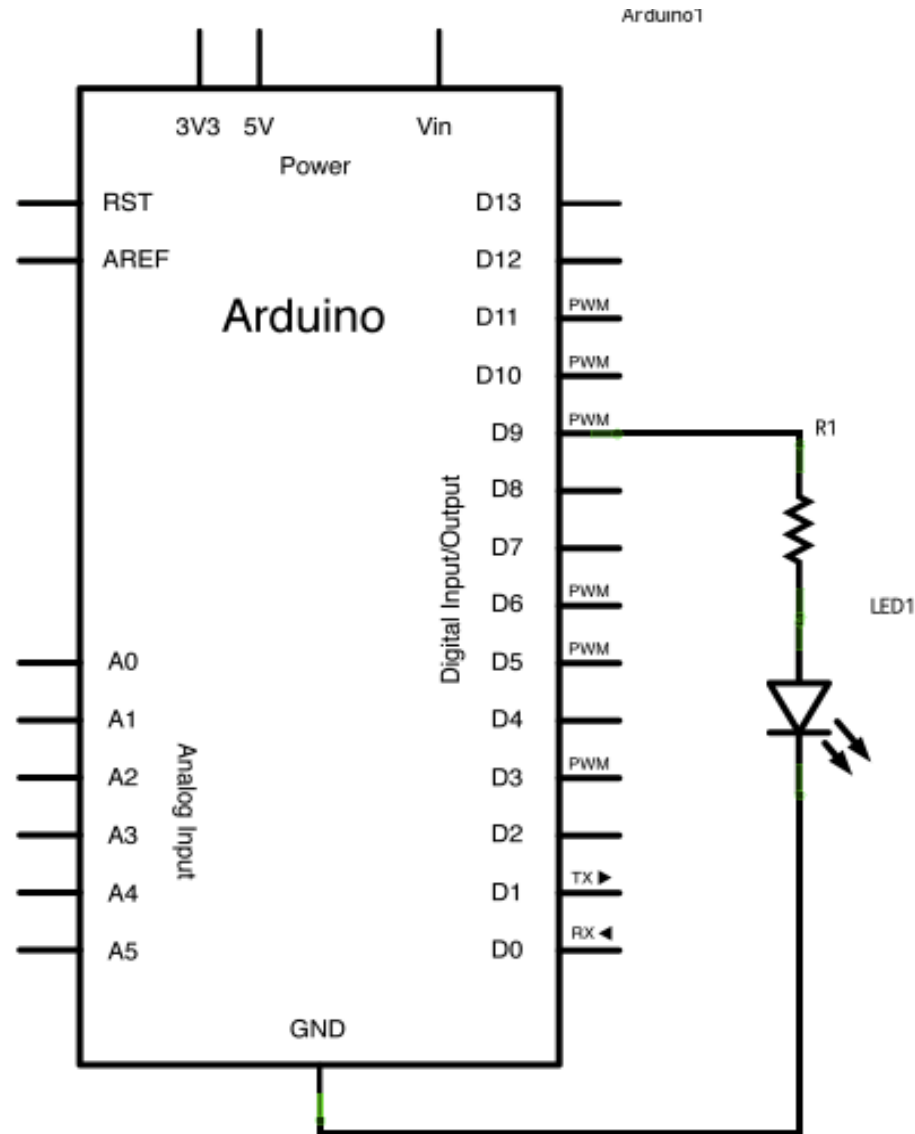 Arduino1
3V3 5V Vin
Power
RST
AREF
Arduino
D13
D12
D11 PWM
D10 PWM
D9 PWM
R1
D8
D7
D6 PWM
LED1
D5 PWM
D4
D3 PWM
D2
D1 TX ▶
D0 RX ◀
Digital Input/Output
A0
A1
A2
A3
A4
A5
Analog Input
GND